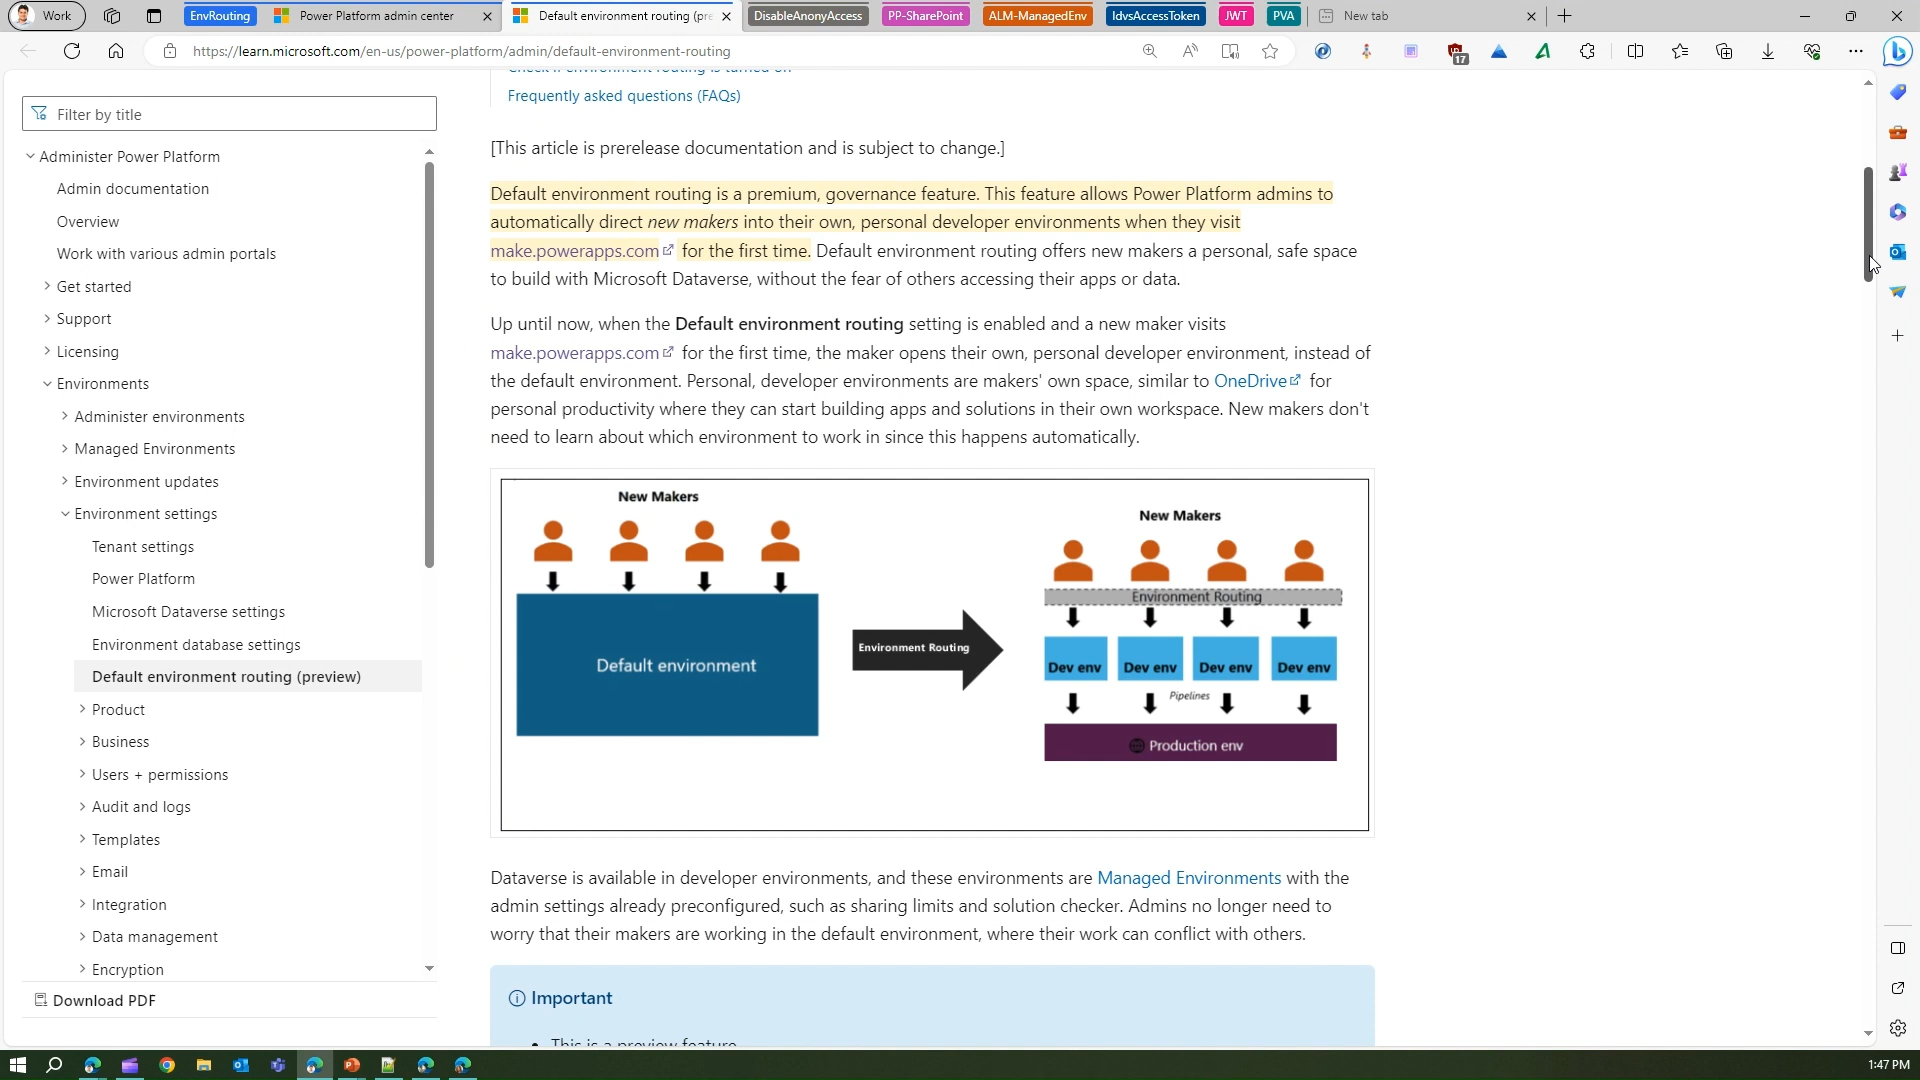 Work
EnvRouting
Power Platform admin center
Default environment routing (pre
DisableAnonyAccess
PP-SharePoint
ALM-ManagedEnv
IdvsAccessToken
JWT
PVA
New tab
https://learn.microsoft.com/en-us/power-platform/admin/default-environment-routing
17
Filter by title
Administer Power Platform
Admin documentation
Overview
Work with various admin portals
Get started
Support
Licensing
Environments
Administer environments
Managed Environments
Environment updates
Environment settings
Tenant settings
Power Platform
Microsoft Dataverse settings
Environment database settings
Default environment routing (preview)
Product
Business
Users + permissions
Audit and logs
Templates
Email
Integration
Data management
Encryption
Download PDF
Check if environment routing is turned on
Frequently asked questions (FAQs)
[This article is prerelease documentation and is subject to change.]
Default environment routing is a premium, governance feature. This feature allows Power Platform admins to
automatically direct new makers into their own, personal developer environments when they visit
make.powerapps.com for the first time. Default environment routing offers new makers a personal, safe space
to build with Microsoft Dataverse, without the fear of others accessing their apps or data.
Up until now, when the Default environment routing setting is enabled and a new maker visits
make.powerapps.com for the first time, the maker opens their own, personal developer environment, instead of
the default environment. Personal, developer environments are makers' own space, similar to OneDrive for
personal productivity where they can start building apps and solutions in their own workspace. New makers don't
need to learn about which environment to work in since this happens automatically.
New Makers
Default environment
Environment Routing
New Makers
Environment Routing
Dev env Dev env Dev env Dev env
Pipelines
Production env
Dataverse is available in developer environments, and these environments are Managed Environments with the
admin settings already preconfigured, such as sharing limits and solution checker. Admins no longer need to
worry that their makers are working in the default environment, where their work can conflict with others.
Important
This is a preview feature.
1:47 PM